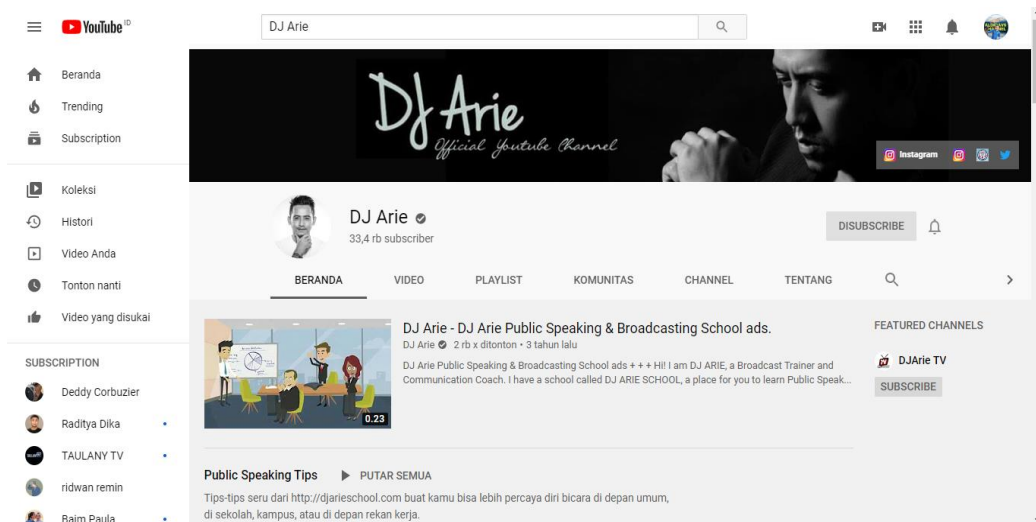 YouTube ID
DJ Arie
Beranda
Trending
Subscription
Koleksi
Histori
Video Anda
Tonton nanti
Video yang disukai
SUBSCRIPTION
Deddy Corbuzier
Raditya Dika
TAULANY TV
ridwan remin
Baim Paula
DJ Arie
Official Youtube Channel
Instagram
DJ Arie
33,4 rb subscriber
DISUBSCRIBE
BERANDA VIDEO PLAYLIST KOMUNITAS CHANNEL TENTANG
0.23
DJ Arie - DJ Arie Public Speaking & Broadcasting School ads.
DJ Arie 2 rb x ditonton • 3 tahun lalu
DJ Arie Public Speaking & Broadcasting School ads + + + Hi! I am DJ ARIE, a Broadcast Trainer and
Communication Coach. I have a school called DJ ARIE SCHOOL, a place for you to learn Public Speak...
FEATURED CHANNELS
DJArie TV
SUBSCRIBE
Public Speaking Tips PUTAR SEMUA
Tips-tips seru dari http://djarieschool.com buat kamu bisa lebih percaya diri bicara di depan umum,
di sekolah, kampus, atau di depan rekan kerja.